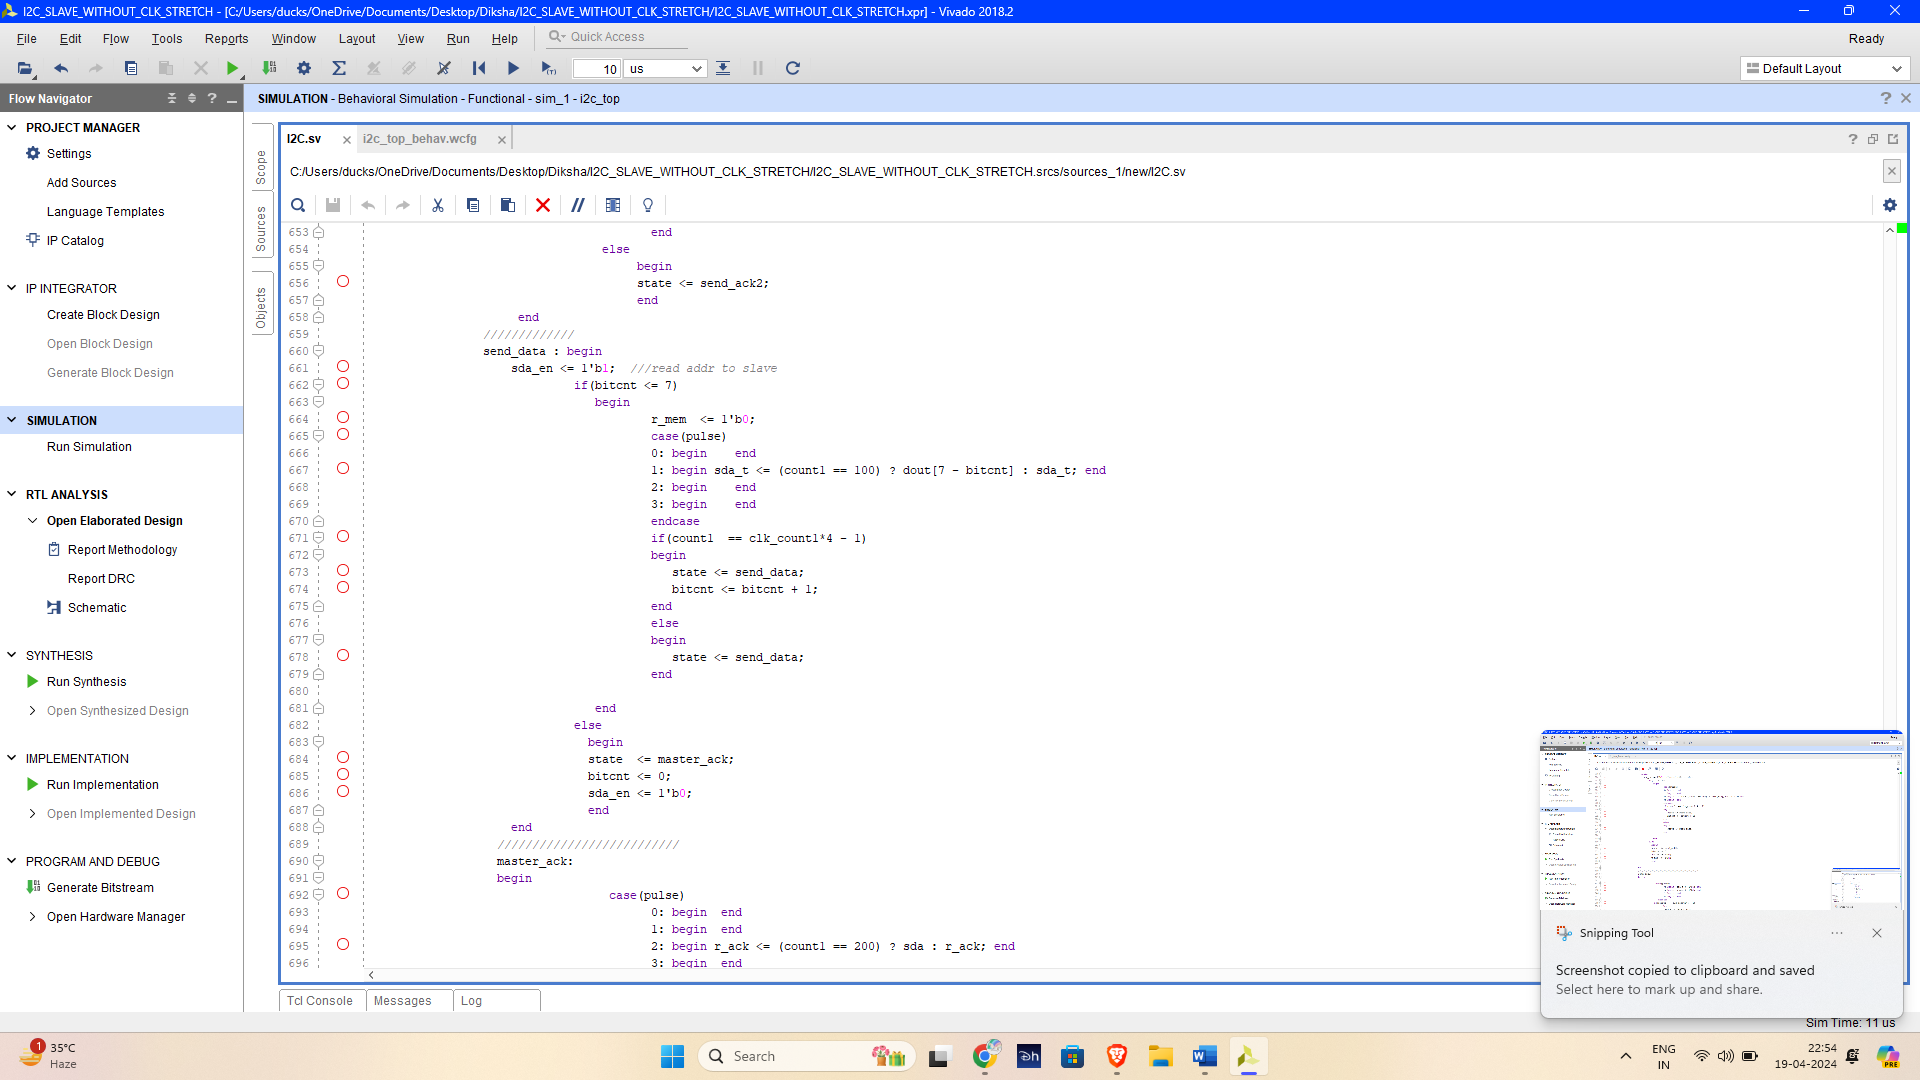 I2C_SLAVE_WITHOUT_CLK_STRETCH - [C:/Users/ducks/OneDrive/Documents/Desktop/Diksha/I2C_SLAVE_WITHOUT_CLK_STRETCH/I2C_SLAVE_WITHOUT_CLK_STRETCH.xpr] - Vivado 2018.2
File Edit Flow Tools Reports Window Layout View Run Help Quick Access Ready
10 us Default Layout
Flow Navigator
SIMULATION - Behavioral Simulation - Functional - sim_1 - i2c_top
PROJECT MANAGER
Settings
Add Sources
Language Templates
IP Catalog
IP INTEGRATOR
Create Block Design
Open Block Design
Generate Block Design
SIMULATION
Run Simulation
RTL ANALYSIS
Open Elaborated Design
Report Methodology
Report DRC
Schematic
SYNTHESIS
Run Synthesis
Open Synthesized Design
IMPLEMENTATION
Run Implementation
Open Implemented Design
PROGRAM AND DEBUG
Generate Bitstream
Open Hardware Manager
Scope
Sources
Objects
I2C.sv i2c_top_behav.wcfg
C:/Users/ducks/OneDrive/Documents/Desktop/Diksha/I2C_SLAVE_WITHOUT_CLK_STRETCH/I2C_SLAVE_WITHOUT_CLK_STRETCH.srcs/sources_1/new/I2C.sv
653 end
654 else
655 begin
656 state <= send_ack2;
657 end
658 end
659 /////////////
660 send_data : begin
661 sda_en <= 1'b1; ///read addr to slave
662 if(bitcnt <= 7)
663 begin
664 r_mem <= 1'b0;
665 case(pulse)
666 0: begin end
667 1: begin sda_t <= (count1 == 100) ? dout[7 - bitcnt] : sda_t; end
668 2: begin end
669 3: begin end
670 endcase
671 if(count1 == clk_count1*4 - 1)
672 begin
673 state <= send_data;
674 bitcnt <= bitcnt + 1;
675 end
676 else
677 begin
678 state <= send_data;
679 end
680
681 end
682 else
683 begin
684 state <= master_ack;
685 bitcnt <= 0;
686 sda_en <= 1'b0;
687 end
688 end
689 //////////////////////////
690 master_ack:
691 begin
692 case(pulse)
693 0: begin end
694 1: begin end
695 2: begin r_ack <= (count1 == 200) ? sda : r_ack; end
696 3: begin end
Tcl Console Messages Log
Snipping Tool
Screenshot copied to clipboard and saved
Select here to mark up and share.
Sim Time: 11 us
1
35°C
Haze
Search
ENG
IN
22:54
19-04-2024